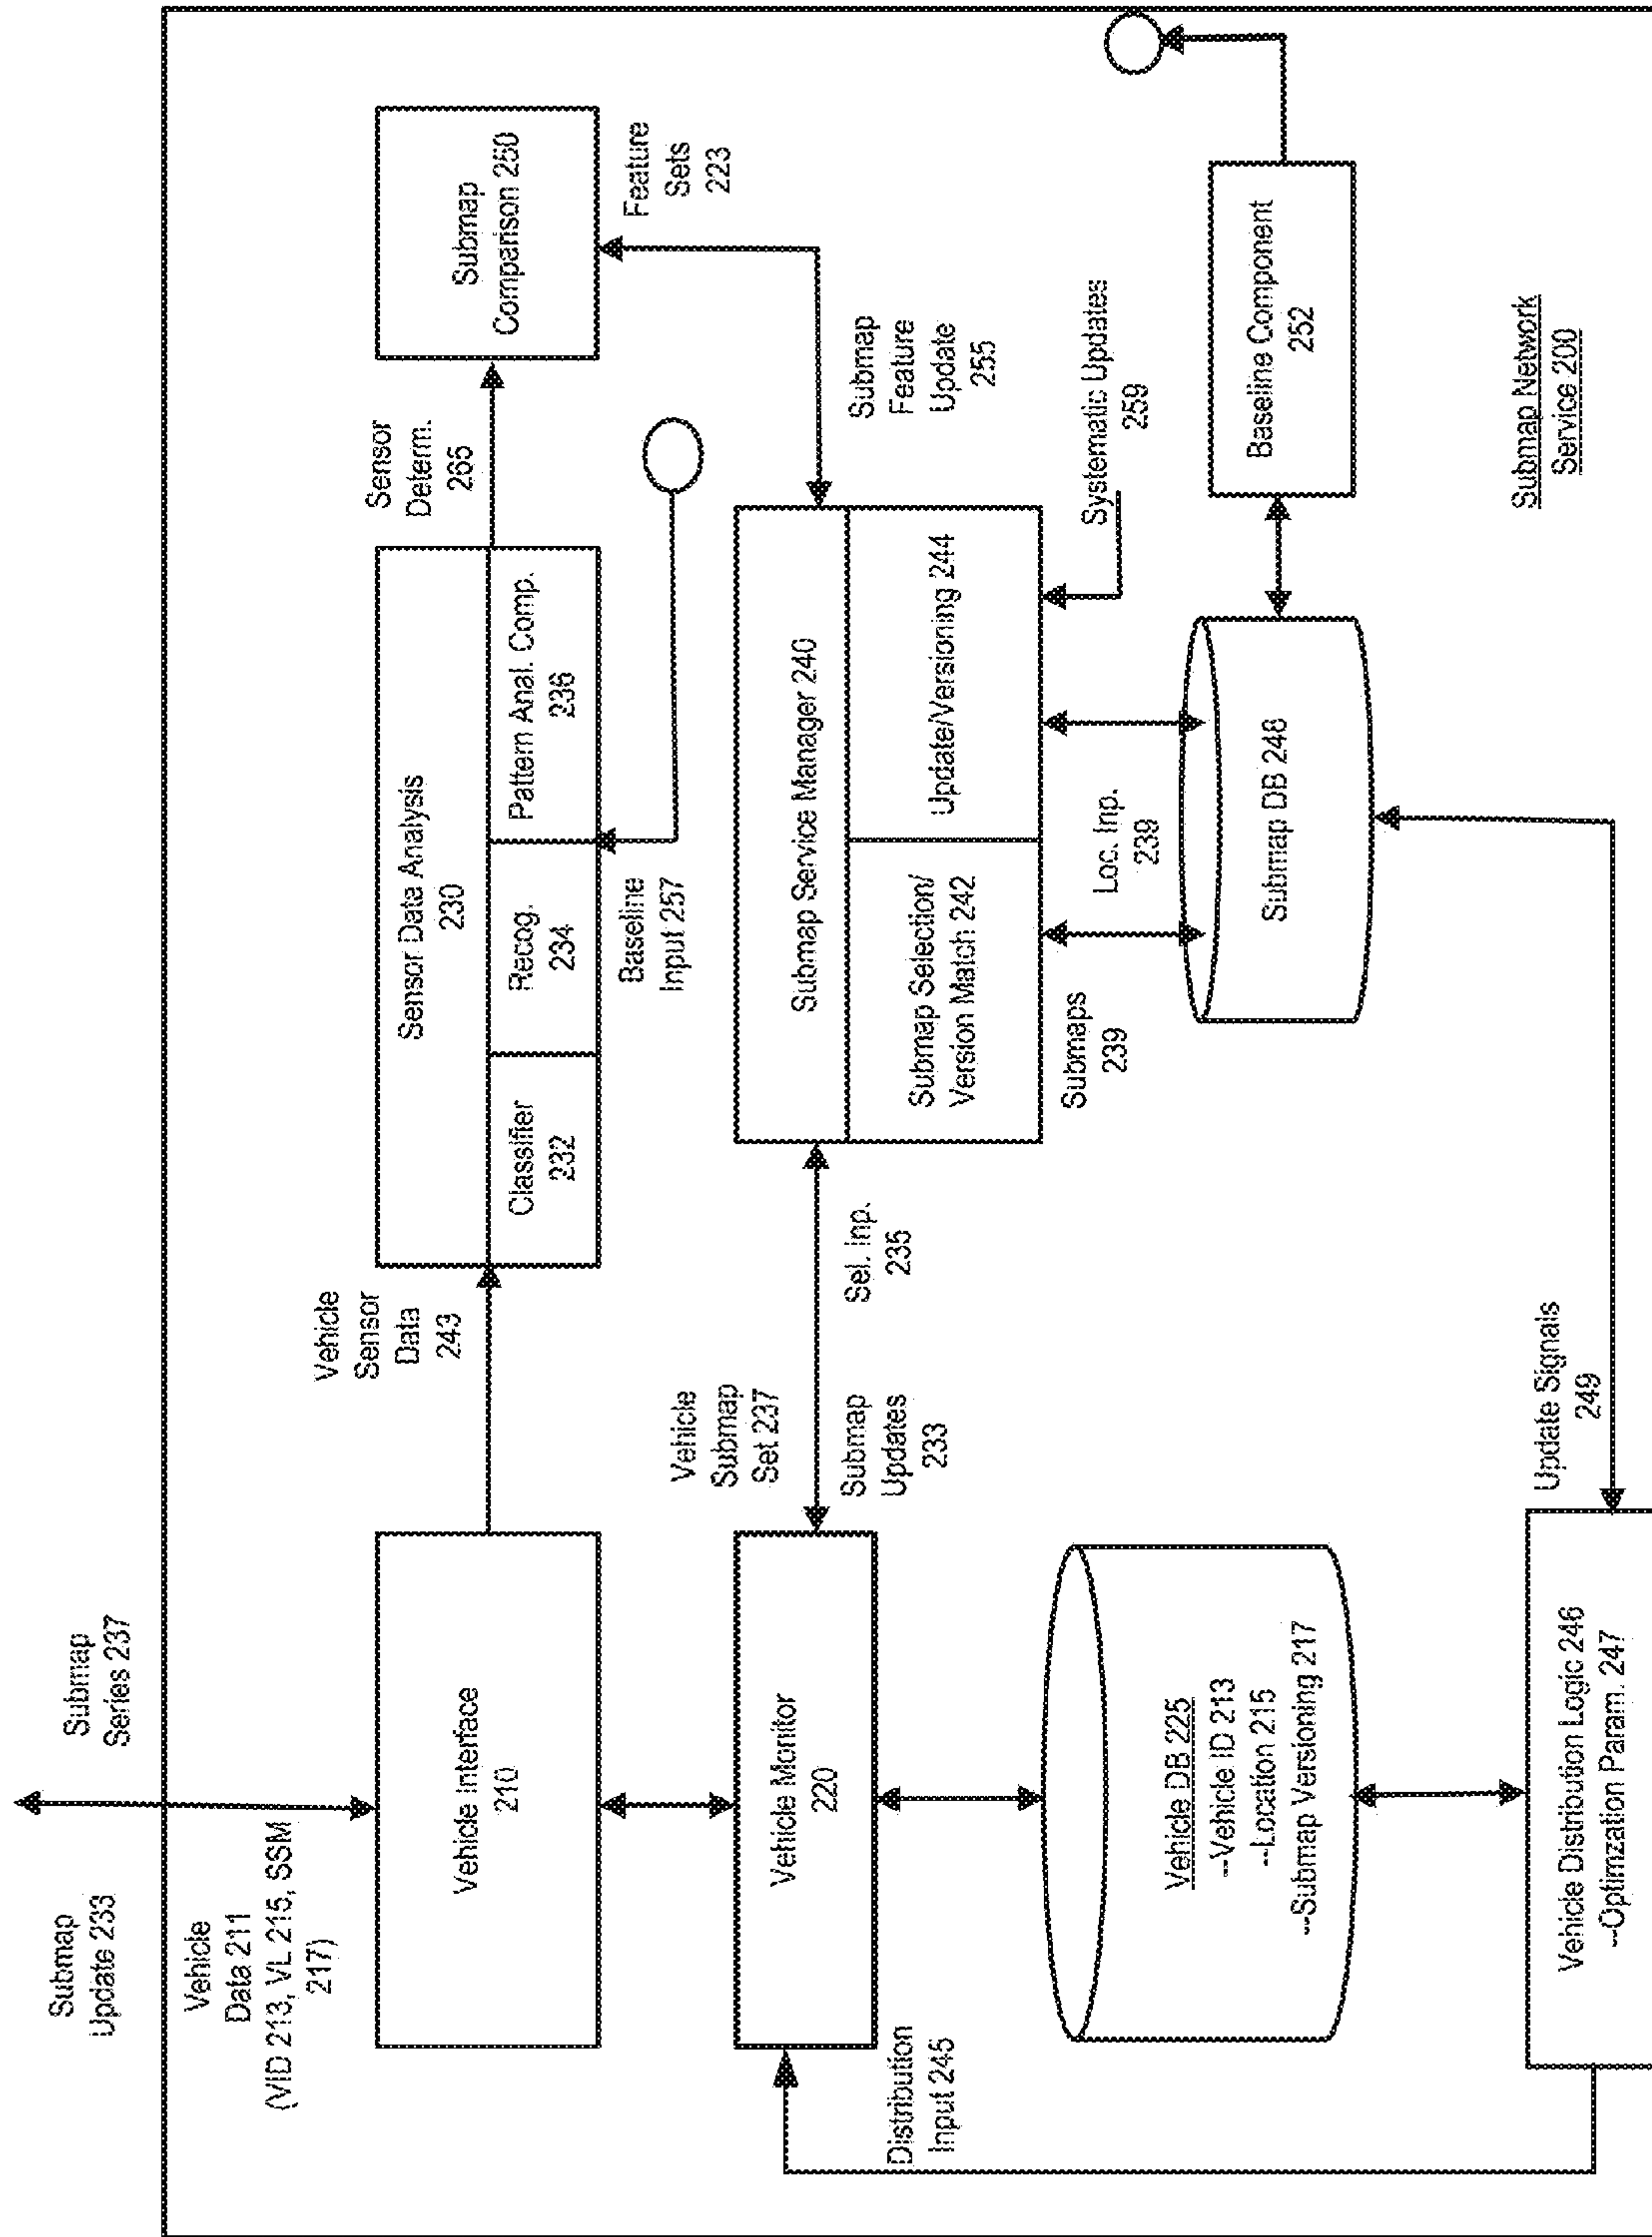 Submap
Update 233
Submap
Series 237
Vehicle
Data 211
(VID 213, VL 215, SSM
217)
Vehicle Interface
210
Vehicle
Sensor
Data
243
Sensor Data Analysis
230
Classifier
232
Recog.
234
Pattern Anal. Comp.
236
Sensor
Determ.
265
Submap
Comparison 250
Feature
Sets
223
Baseline
Input 257
Vehicle Monitor
220
Vehicle
Submap
Set 237
Submap
Updates
233
Sel. Inp.
235
Submap Service Manager 240
Submap Selection/
Version Match 242
Update/Versioning 244
Submap
Feature
Update
255
Systematic Updates
259
Submaps
239
Loc. Inp.
239
Distribution
Input 245
Vehicle DB 225
--Vehicle ID 213
--Location 215
--Submap Versioning 217
Submap DB 248
Baseline Component
252
Update Signals
249
Vehicle Distribution Logic 246
--Optimzation Param. 247
Submap Network
Service 200